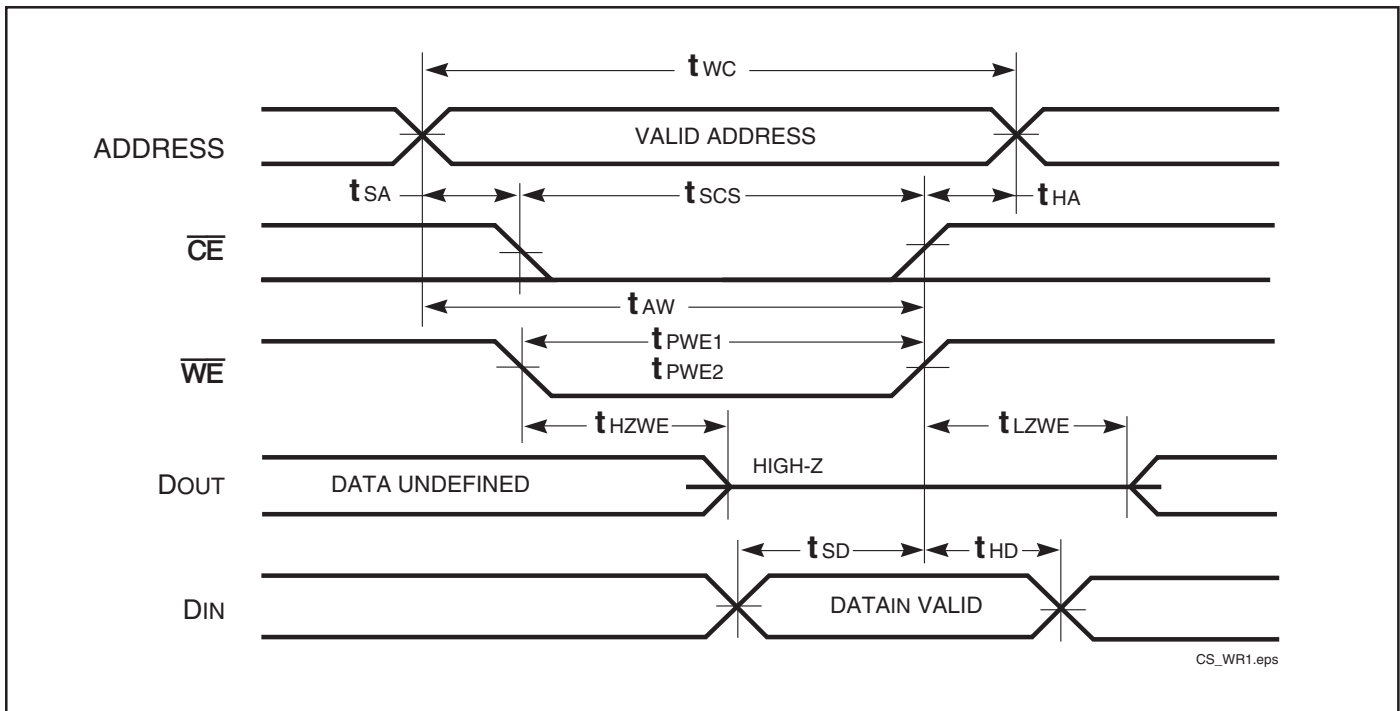 tWC
ADDRESS
VALID ADDRESS
tSA
tSCS
tHA
CE
tAW
tPWE1
WE
tPWE2
tHZWE
tLZWE
DOUT
DATA UNDEFINED
HIGH-Z
tSD
tHD
DIN
DATAIN VALID
CS_WR1.eps